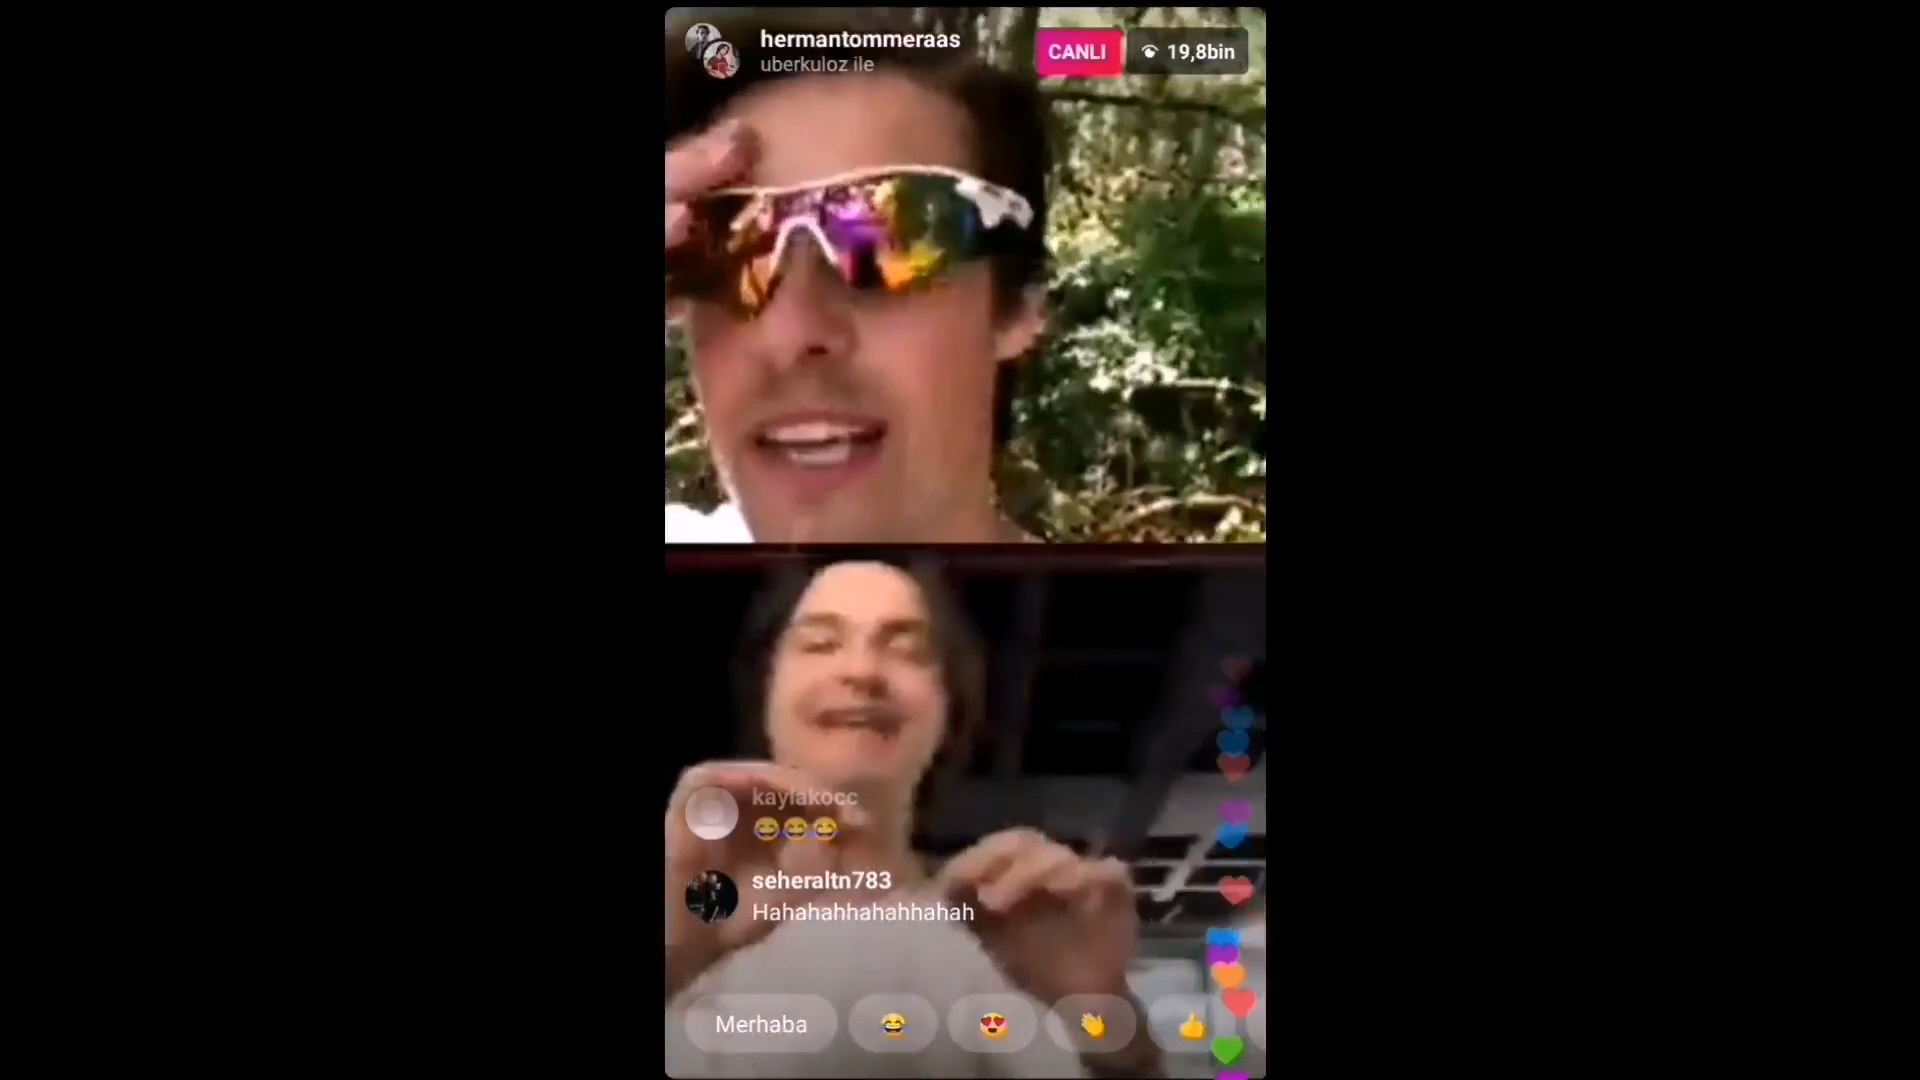 hermantommeraas
uberkuloz ile
CANLI
19,8bin
kaylakocc
😂😂😂
seheraltn783
Hahahahhahahhahah
Merhaba